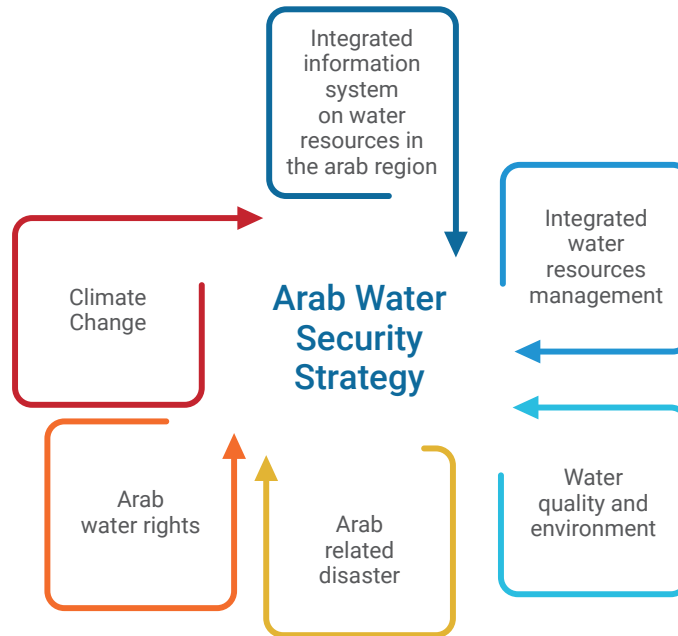 Integrated
information
system
on water
resources in
the arab region
Integrated
water
resources
management
Climate
Change
Arab Water
Security
Strategy
Water
quality and
environment
Arab
water rights
Arab
related
disaster